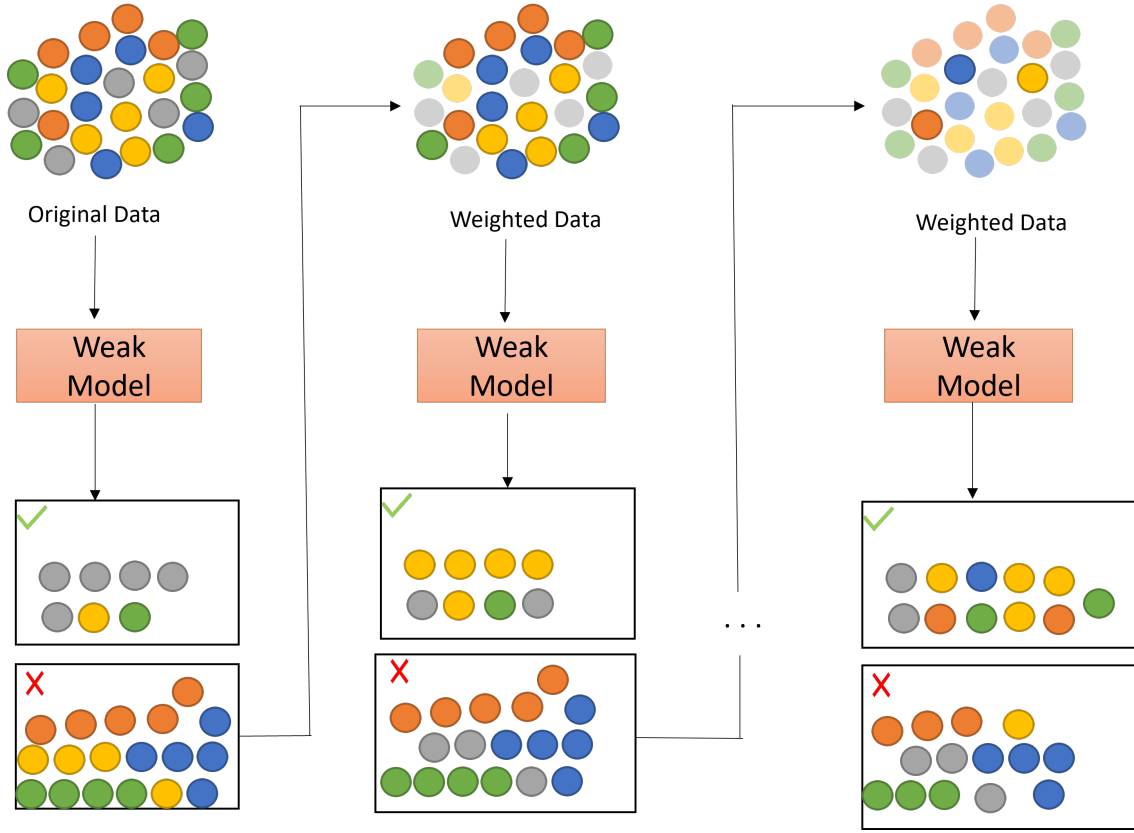 Original Data
Weighted Data
Weighted Data
Weak
Model
Weak
Model
Weak
Model
. . .